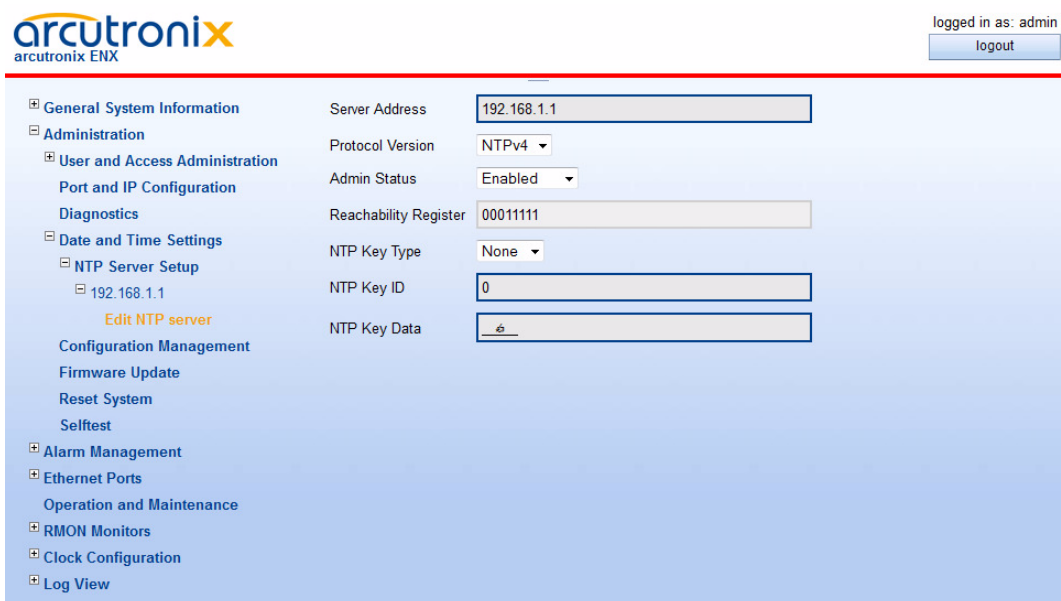 arcutronix
arcutronix ENX
logged in as: admin
logout
General System Information
Administration
User and Access Administration
Port and IP Configuration
Diagnostics
Date and Time Settings
NTP Server Setup
192.168.1.1
Edit NTP server
Configuration Management
Firmware Update
Reset System
Selftest
Alarm Management
Ethernet Ports
Operation and Maintenance
RMON Monitors
Clock Configuration
Log View
Server Address 192.168.1.1
Protocol Version NTPv4
Admin Status Enabled
Reachability Register 00011111
NTP Key Type None
NTP Key ID 0
NTP Key Data